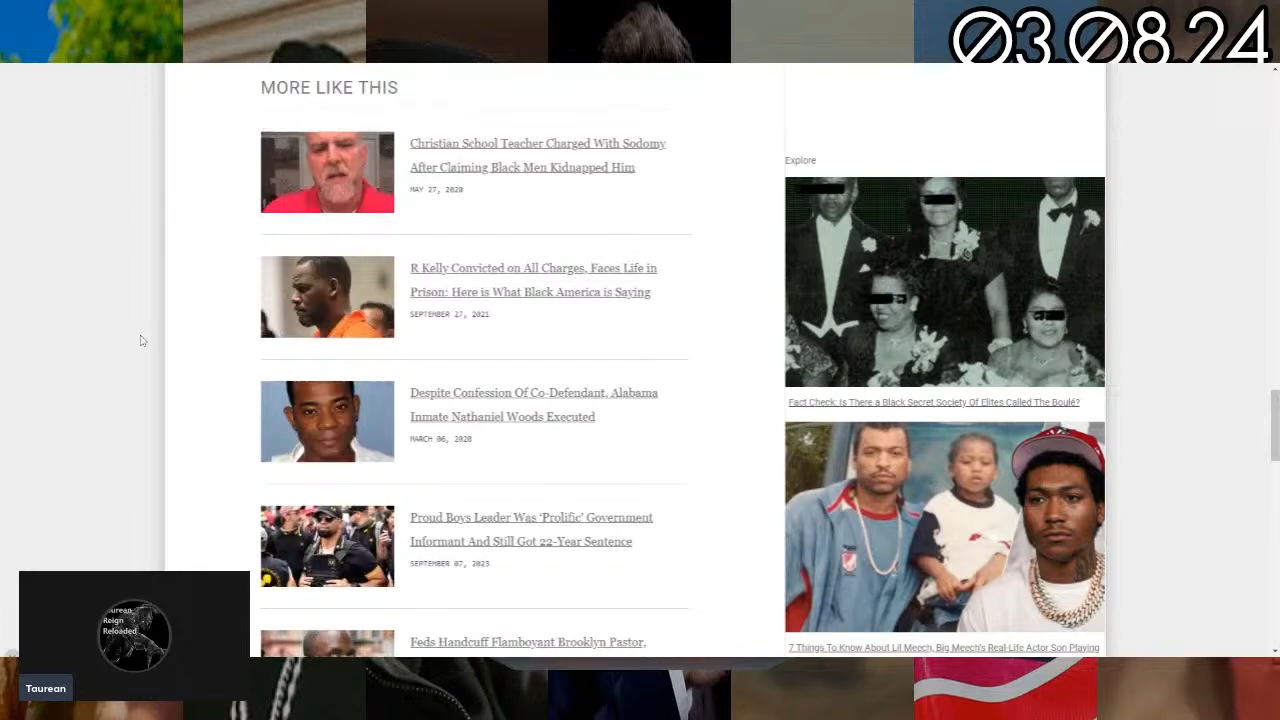 03.08.24
MORE LIKE THIS
Christian School Teacher Charged With Sodomy
After Claiming Black Men Kidnapped Him
MAY 27, 2020
R Kelly Convicted on All Charges, Faces Life in
Prison: Here is What Black America is Saying
SEPTEMBER 27, 2021
Despite Confession Of Co-Defendant, Alabama
Inmate Nathaniel Woods Executed
MARCH 06, 2020
Proud Boys Leader Was ‘Prolific’ Government
Informant And Still Got 22-Year Sentence
SEPTEMBER 07, 2023
Feds Handcuff Flamboyant Brooklyn Pastor,
Explore
Fact Check: Is There a Black Secret Society Of Elites Called The Boulé?
7 Things To Know About Lil Meech, Big Meech's Real-Life Actor Son Playing
aurean
Reign
Reloaded
Taurean